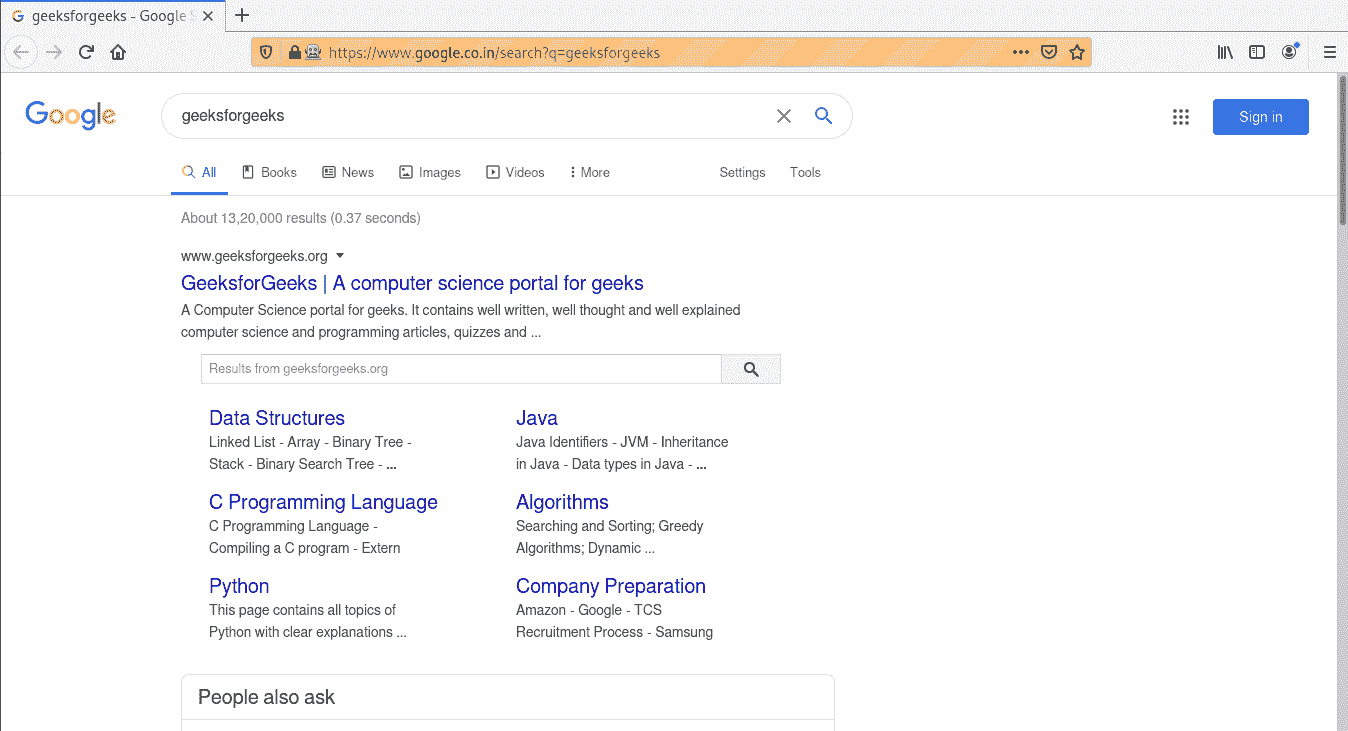 geeksforgeeks - Google S
https://www.google.co.in/search?q=geeksforgeeks
Google
geeksforgeeks
Sign in
All Books News Images Videos More Settings Tools
About 13,20,000 results (0.37 seconds)
www.geeksforgeeks.org
GeeksforGeeks | A computer science portal for geeks
A Computer Science portal for geeks. It contains well written, well thought and well explained
computer science and programming articles, quizzes and ...
Results from geeksforgeeks.org
Data Structures
Linked List - Array - Binary Tree -
Stack - Binary Search Tree - ...
Java
Java Identifiers - JVM - Inheritance
in Java - Data types in Java - ...
C Programming Language
C Programming Language -
Compiling a C program - Extern
Algorithms
Searching and Sorting; Greedy
Algorithms; Dynamic ...
Python
This page contains all topics of
Python with clear explanations ...
Company Preparation
Amazon - Google - TCS
Recruitment Process - Samsung
People also ask